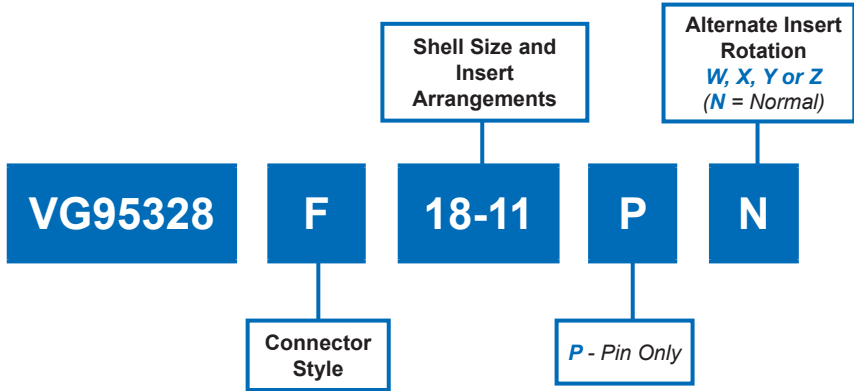 Shell Size and
Insert
Arrangements
Alternate Insert
Rotation
W, X, Y or Z
(N = Normal)
VG95328
F
18-11
P
N
Connector
Style
P - Pin Only